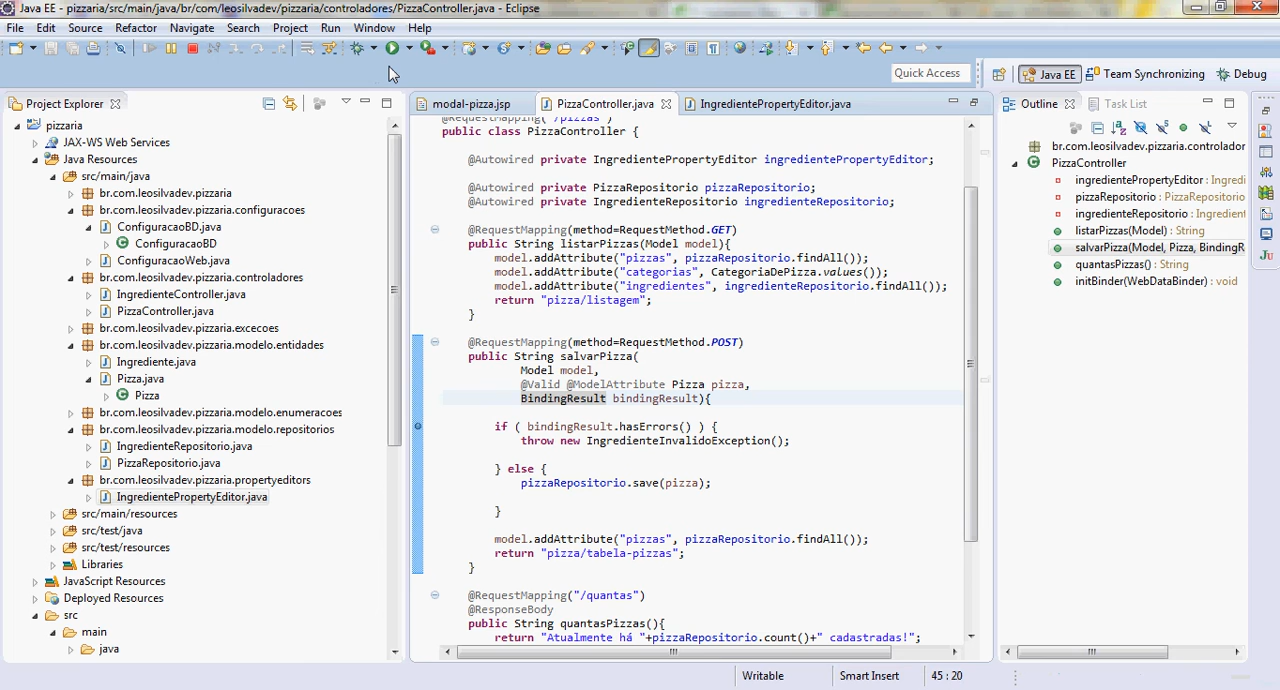 Java EE - pizzaria/src/main/java/br/com/leosilvadev/pizzaria/controladores/PizzaController.java - Eclipse
File Edit Source Refactor Navigate Search Project Run Window Help
Quick Access
Java EE
Team Synchronizing
Debug
Project Explorer
pizzaria
JAX-WS Web Services
Java Resources
src/main/java
br.com.leosilvadev.pizzaria
br.com.leosilvadev.pizzaria.configuracoes
ConfiguracaoBD.java
ConfiguracaoBD
ConfiguracaoWeb.java
br.com.leosilvadev.pizzaria.controladores
IngredienteController.java
PizzaController.java
br.com.leosilvadev.pizzaria.excecoes
br.com.leosilvadev.pizzaria.modelo.entidades
Ingrediente.java
Pizza.java
Pizza
br.com.leosilvadev.pizzaria.modelo.enumeracoes
br.com.leosilvadev.pizzaria.modelo.repositorios
IngredienteRepositorio.java
PizzaRepositorio.java
br.com.leosilvadev.pizzaria.propertyeditors
IngredientePropertyEditor.java
src/main/resources
src/test/java
src/test/resources
Libraries
JavaScript Resources
Deployed Resources
src
main
java
modal-pizza.jsp
PizzaController.java
IngredientePropertyEditor.java
@RequestMapping("/pizzas")
public class PizzaController {
@Autowired private IngredientePropertyEditor ingredientePropertyEditor;
@Autowired private PizzaRepositorio pizzaRepositorio;
@Autowired private IngredienteRepositorio ingredienteRepositorio;
@RequestMapping(method=RequestMethod.GET)
public String listarPizzas(Model model){
model.addAttribute("pizzas", pizzaRepositorio.findAll());
model.addAttribute("categorias", CategoriaDePizza.values());
model.addAttribute("ingredientes", ingredienteRepositorio.findAll());
return "pizza/listagem";
}
@RequestMapping(method=RequestMethod.POST)
public String salvarPizza(
Model model,
@Valid @ModelAttribute Pizza pizza,
BindingResult bindingResult){
if ( bindingResult.hasErrors() ) {
throw new IngredienteInvalidoException();
} else {
pizzaRepositorio.save(pizza);
}
model.addAttribute("pizzas", pizzaRepositorio.findAll());
return "pizza/tabela-pizzas";
}
@RequestMapping("/quantas")
@ResponseBody
public String quantasPizzas(){
return "Atualmente há "+pizzaRepositorio.count()+" cadastradas!";
Outline
Task List
br.com.leosilvadev.pizzaria.controlador
PizzaController
ingredientePropertyEditor : Ingredi
pizzaRepositorio : PizzaRepositorio
ingredienteRepositorio : Ingredient
listarPizzas(Model) : String
salvarPizza(Model, Pizza, BindingR
quantasPizzas() : String
initBinder(WebDataBinder) : void
Writable
Smart Insert
45 : 20